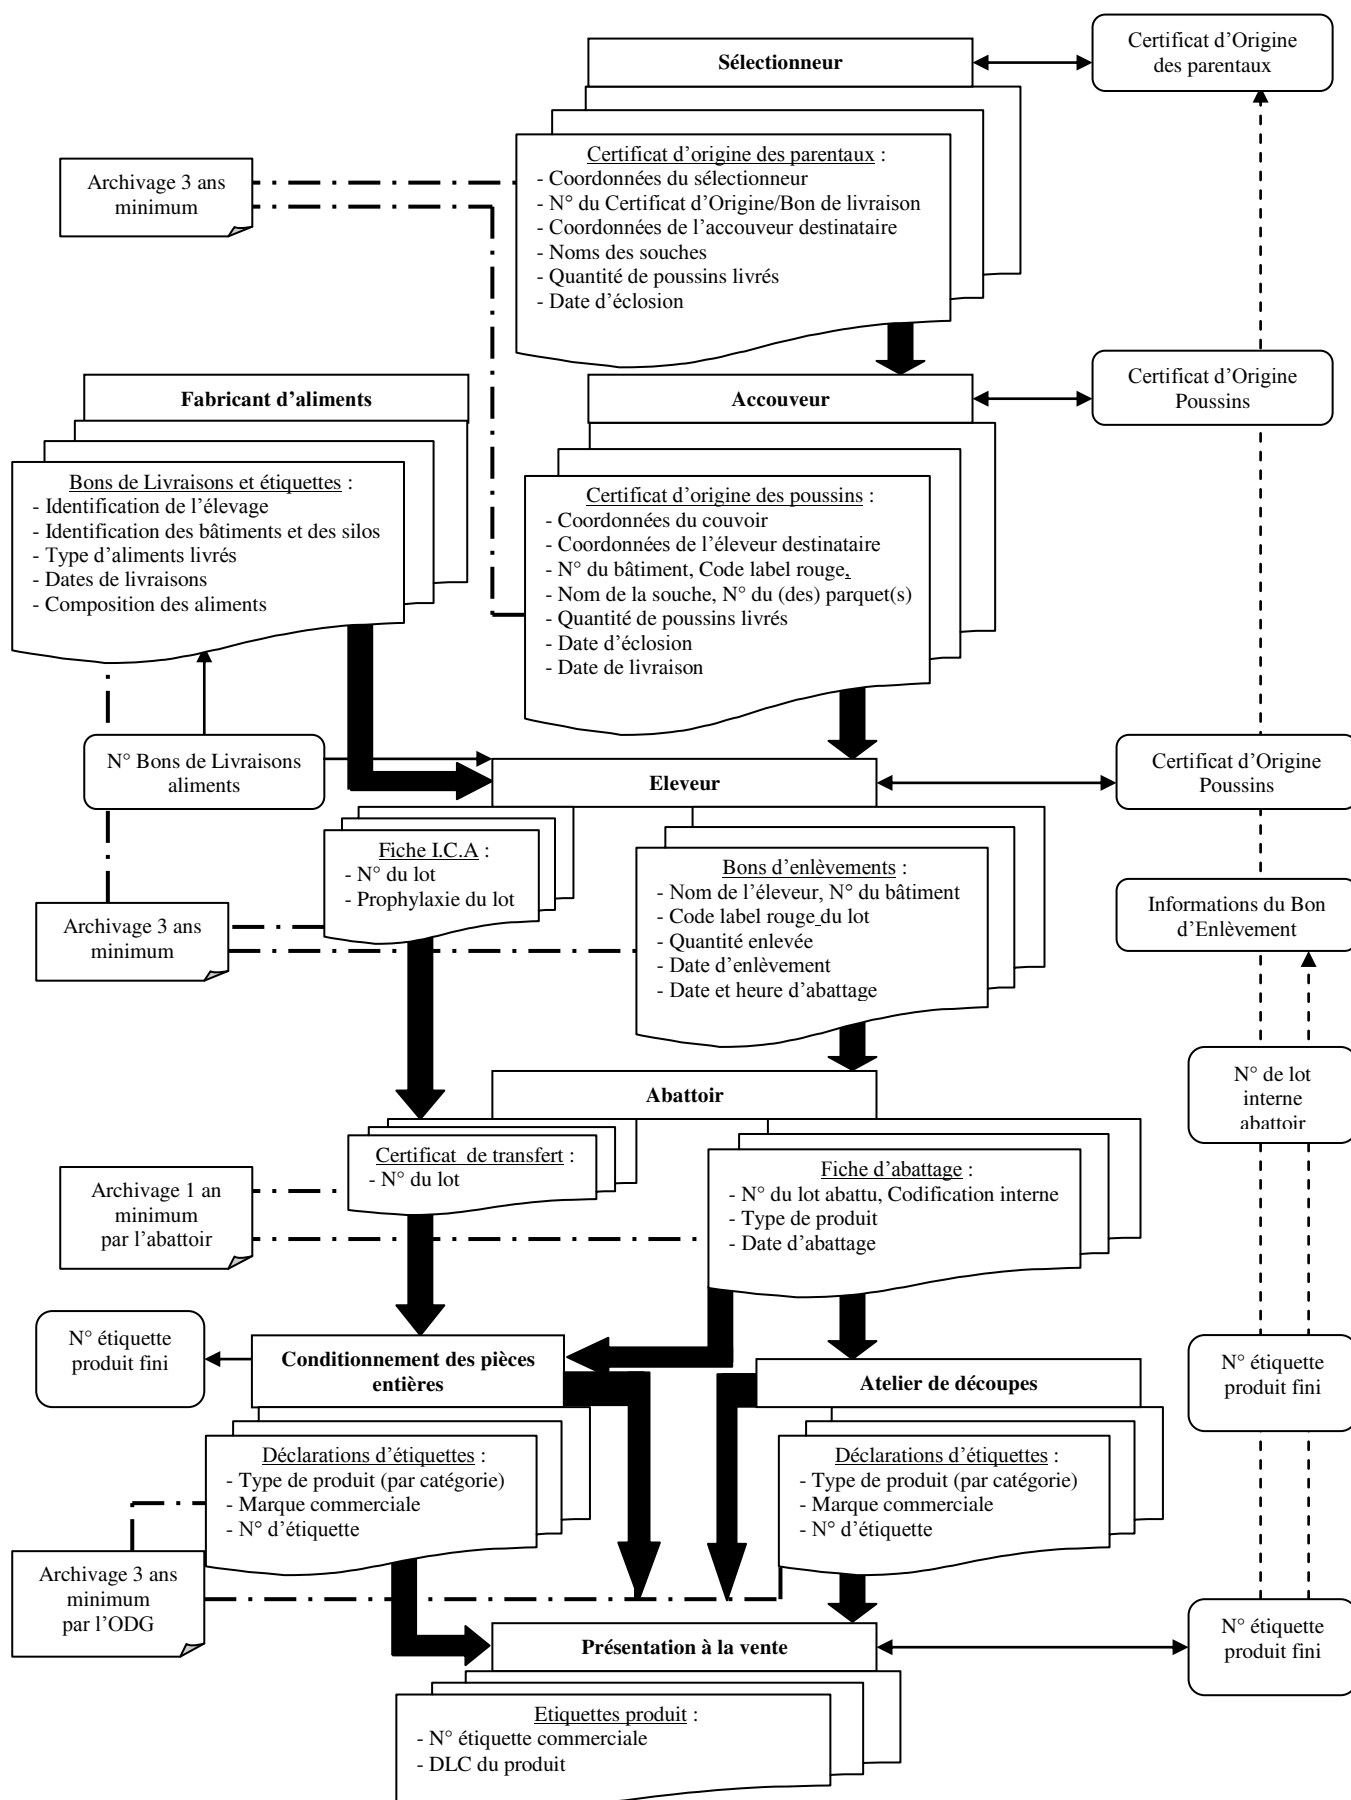 Sélectionneur
Certificat d'Origine
des parentaux
Certificat d'origine des parentaux :
- Coordonnées du sélectionneur
- N° du Certificat d'Origine/Bon de livraison
- Coordonnées de l'accouveur destinataire
- Noms des souches
- Quantité de poussins livrés
- Date d'éclosion
Archivage 3 ans
minimum
Fabricant d'aliments
Accouveur
Certificat d'Origine
Poussins
Bons de Livraisons et étiquettes :
- Identification de l'élevage
- Identification des bâtiments et des silos
- Type d'aliments livrés
- Dates de livraisons
- Composition des aliments
Certificat d'origine des poussins :
- Coordonnées du couvoir
- Coordonnées de l'éleveur destinataire
- N° du bâtiment, Code label rouge,
- Nom de la souche, N° du (des) parquet(s)
- Quantité de poussins livrés
- Date d'éclosion
- Date de livraison
N° Bons de Livraisons
aliments
Eleveur
Certificat d'Origine
Poussins
Fiche I.C.A :
- N° du lot
- Prophylaxie du lot
Bons d'enlèvements :
- Nom de l'éleveur, N° du bâtiment
- Code label rouge du lot
- Quantité enlevée
- Date d'enlèvement
- Date et heure d'abattage
Informations du Bon
d'Enlèvement
Archivage 3 ans
minimum
Abattoir
N° de lot
interne
abattoir
Certificat de transfert :
- N° du lot
Fiche d'abattage :
- N° du lot abattu, Codification interne
- Type de produit
- Date d'abattage
Archivage 1 an
minimum
par l'abattoir
N° étiquette
produit fini
Conditionnement des pièces
entières
Atelier de découpes
N° étiquette
produit fini
Déclarations d'étiquettes :
- Type de produit (par catégorie)
- Marque commerciale
- N° d'étiquette
Déclarations d'étiquettes :
- Type de produit (par catégorie)
- Marque commerciale
- N° d'étiquette
Archivage 3 ans
minimum
par l'ODG
Présentation à la vente
N° étiquette
produit fini
Etiquettes produit :
- N° étiquette commerciale
- DLC du produit